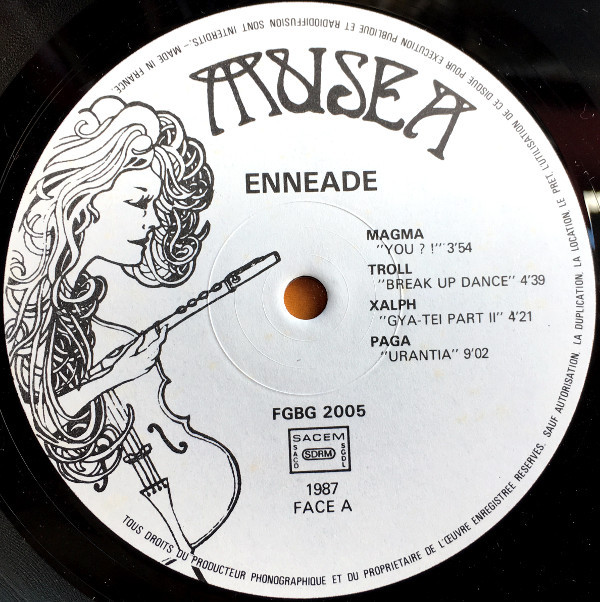 MUSEA
ENNEADE
MAGMA
"YOU ? !" 3'54
TROLL
"BREAK UP DANCE" 4'39
XALPH
"GYA-TEI PART II" 4'21
PAGA
"URANTIA" 9'02
FGBG 2005
SACEM
SACD SDRM SGDL
1987
FACE A
TOUS DROITS DU PRODUCTEUR PHONOGRAPHIQUE ET DU PROPRIETAIRE DE L'ŒUVRE ENREGISTREE RESERVES. SAUF AUTORISATION. LA DUPLICATION. LA LOCATION. LE PRET. L'UTILISATION DE CE DISQUE POUR EXECUTION PUBLIQUE ET RADIODIFFUSION SONT INTERDITS.- MADE IN FRANCE.